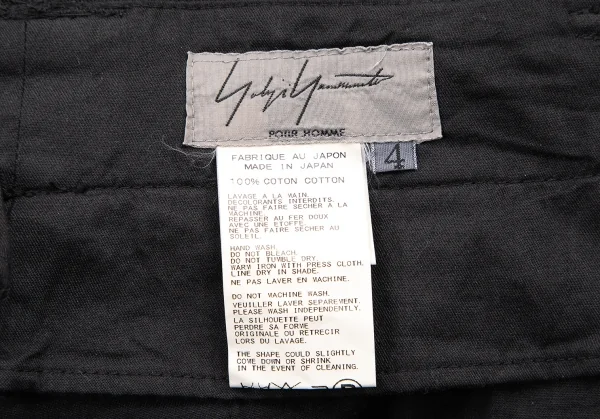 Yohji Yamamoto
POUR HOMME
4
FABRIQUE AU JAPON
MADE IN JAPAN
100% COTON COTTON
LAVAGE A LA MAIN.
DECOLORANTS INTERDITS.
NE PAS FAIRE SECHER A LA
MACHINE.
REPASSER AU FER DOUX
AVEC UNE ETOFFE.
NE PAS FAIRE SECHER AU
SOLEIL.
HAND WASH.
DO NOT BLEACH.
DO NOT TUMBLE DRY.
WARM IRON WITH PRESS CLOTH.
LINE DRY IN SHADE.
NE PAS LAVER EN MACHINE.
DO NOT MACHINE WASH.
VEUILLER LAVER SEPAREMENT.
PLEASE WASH INDEPENDENTLY.
LA SILHOUETTE PEUT
PERDRE SA FORME
ORIGINALE OU RETRECIR
LORS DU LAVAGE.
THE SHAPE COULD SLIGHTLY
COME DOWN OR SHRINK
IN THE EVENT OF CLEANING.